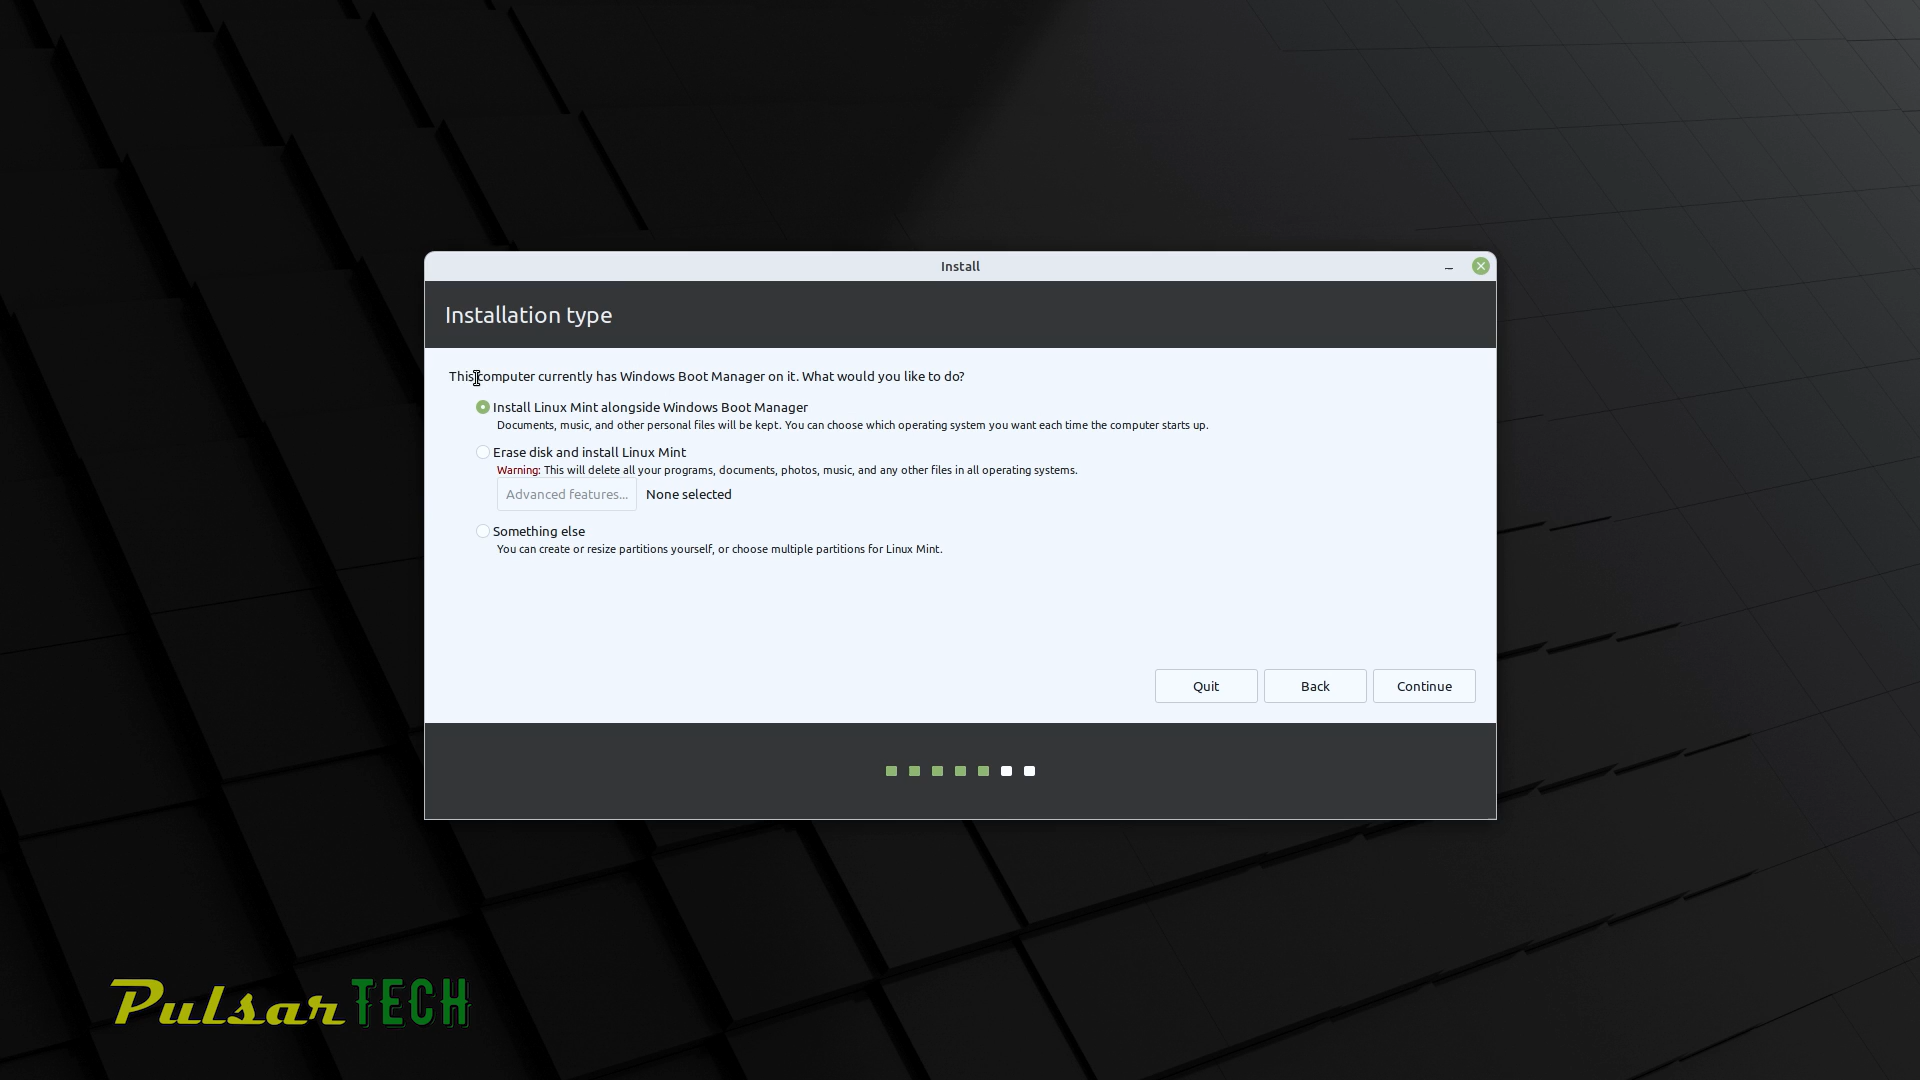 Install
Installation type
This computer currently has Windows Boot Manager on it. What would you like to do?
Install Linux Mint alongside Windows Boot Manager
Documents, music, and other personal files will be kept. You can choose which operating system you want each time the computer starts up.
Erase disk and install Linux Mint
Warning: This will delete all your programs, documents, photos, music, and any other files in all operating systems.
Advanced features... None selected
Something else
You can create or resize partitions yourself, or choose multiple partitions for Linux Mint.
Quit Back Continue
Pulsar TECH